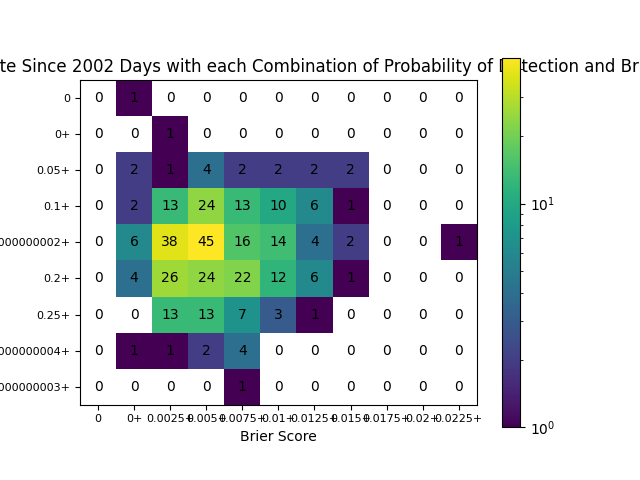 te Since 2002 Days with each Combination of Probability of Detection and Br
0 0 1 0 0 0 0 0 0 0 0 0
0+ 0 0 1 0 0 0 0 0 0 0 0
0.05+ 0 2 1 4 2 2 2 2 0 0 0
0.1+ 0 2 13 24 13 10 6 1 0 0 0
000000002+ 0 6 38 45 16 14 4 2 0 0 1
0.2+ 0 4 26 24 22 12 6 1 0 0 0
0.25+ 0 0 13 13 7 3 1 0 0 0 0
000000004+ 0 1 1 2 4 0 0 0 0 0 0
000000003+ 0 0 0 0 1 0 0 0 0 0 0
0 0+ 0.0025+ 0.005+ 0.0075+ 0.01+ 0.0125+ 0.015+ 0.0175+ 0.02+ 0.0225+
Brier Score
10^1
10^0